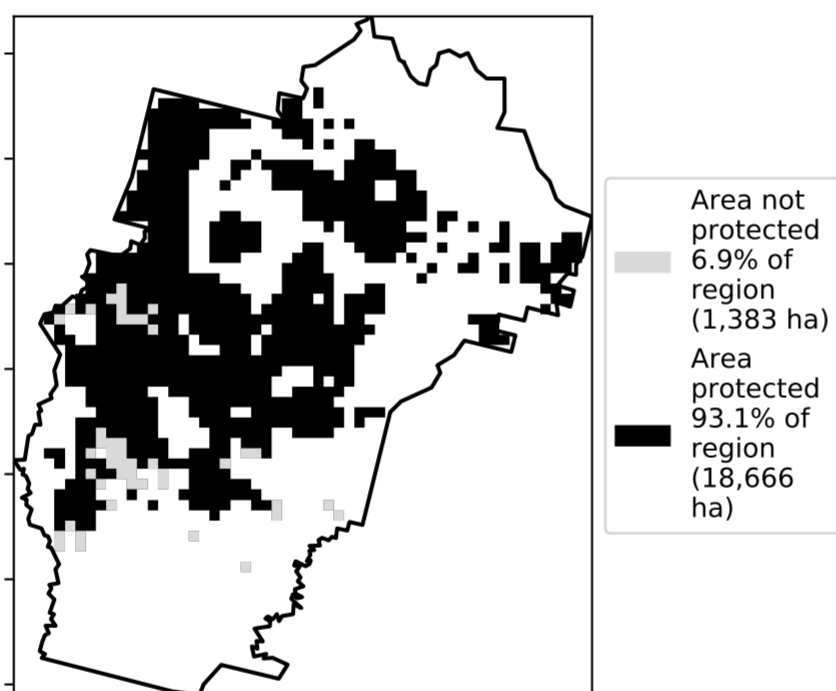 Area not
protected
6.9% of
region
(1,383 ha)
Area
protected
93.1% of
region
(18,666
ha)